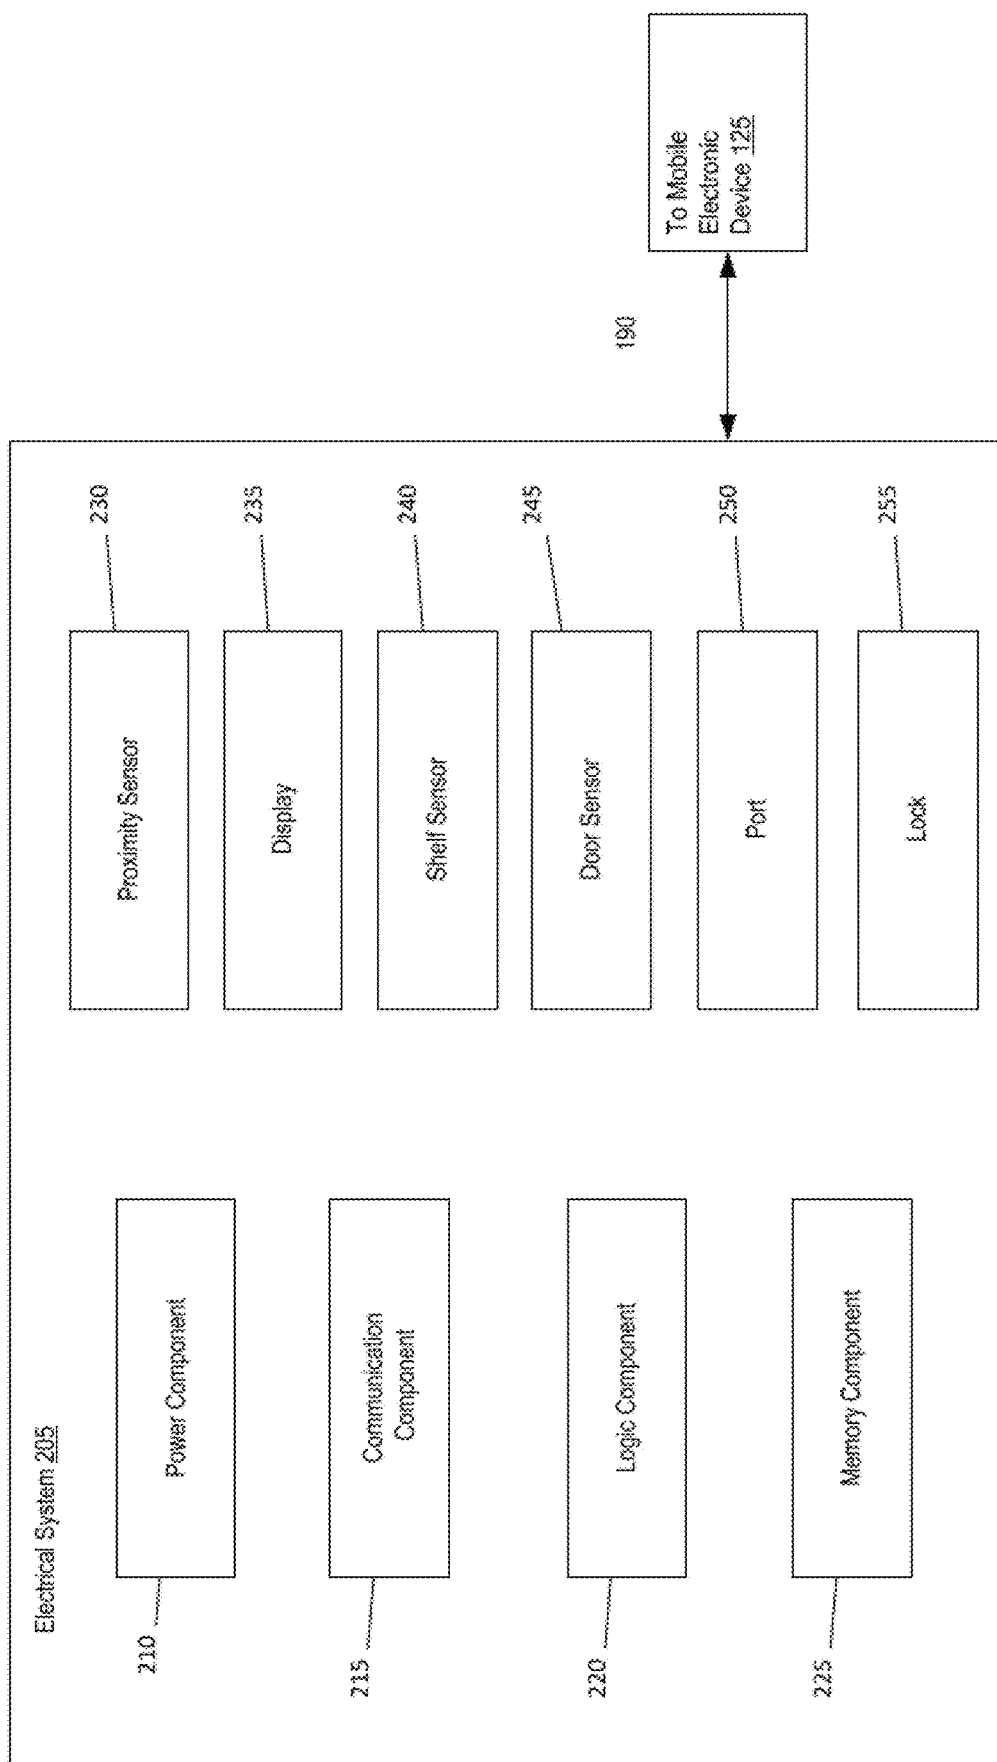 Electrical System 205
210
Power Component
215
Communication
Component
220
Logic Component
225
Memory Component
Proximity Sensor
230
Display
235
Shelf Sensor
240
Door Sensor
245
Port
250
Lock
255
190
To Mobile
Electronic
Device 125